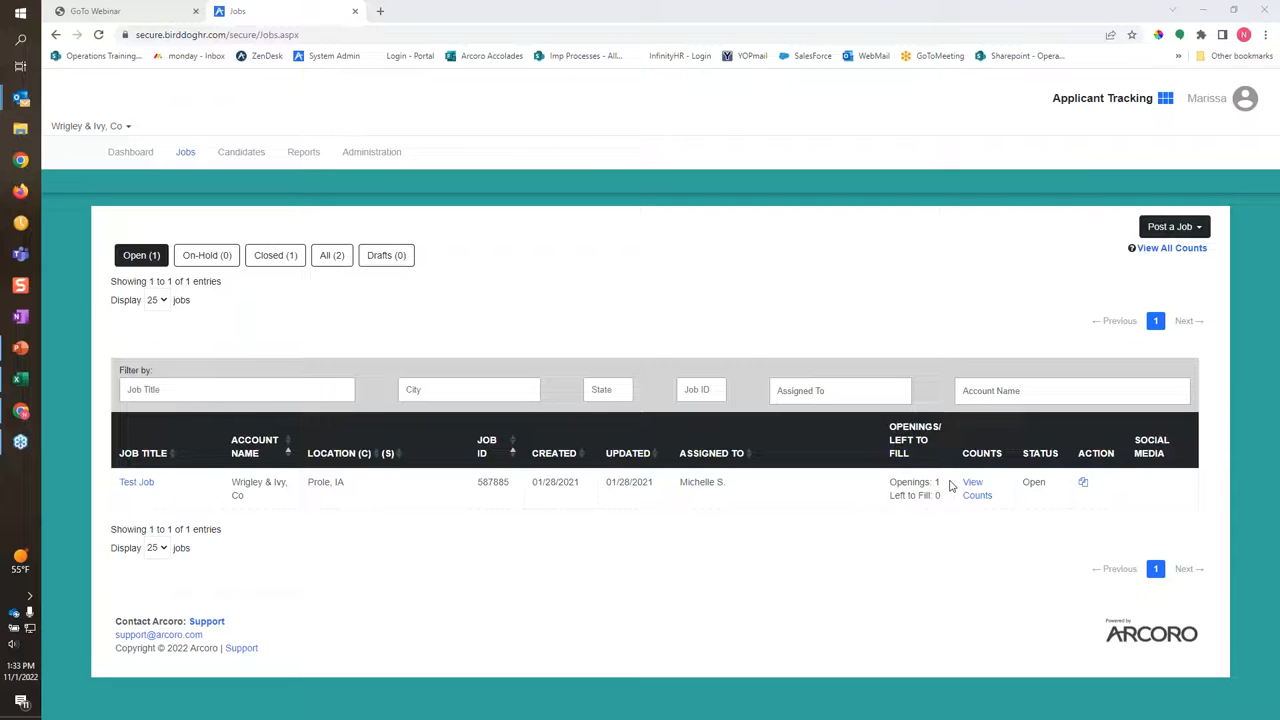 GoTo Webinar
Jobs
secure.birddoghr.com/secure/Jobs.aspx
N
Operations Training...
monday - Inbox
ZenDesk
System Admin
Login - Portal
Arcoro Accolades
Imp Processes - All...
InfinityHR - Login
YOPmail
SalesForce
WebMail
GoToMeeting
Sharepoint - Opera...
»
Other bookmarks
Applicant Tracking
Marissa
Wrigley & Ivy, Co
Dashboard
Jobs
Candidates
Reports
Administration
Post a Job
View All Counts
Open (1)
On-Hold (0)
Closed (1)
All (2)
Drafts (0)
Showing 1 to 1 of 1 entries
Display 25 jobs
← Previous 1 Next →
Filter by:
Job Title
City
State
Job ID
Assigned To
Account Name
JOB TITLE
ACCOUNT
NAME
LOCATION (C) (S)
JOB
ID
CREATED
UPDATED
ASSIGNED TO
OPENINGS/
LEFT TO
FILL
COUNTS
STATUS
ACTION
SOCIAL
MEDIA
Test Job
Wrigley & Ivy,
Co
Prole, IA
587885
01/28/2021
01/28/2021
Michelle S.
Openings: 1
Left to Fill: 0
View
Counts
Open
Showing 1 to 1 of 1 entries
Display 25 jobs
← Previous 1 Next →
Contact Arcoro: Support
support@arcoro.com
Copyright © 2022 Arcoro | Support
Powered by
ARCORO
55°F
1:33 PM
11/1/2022